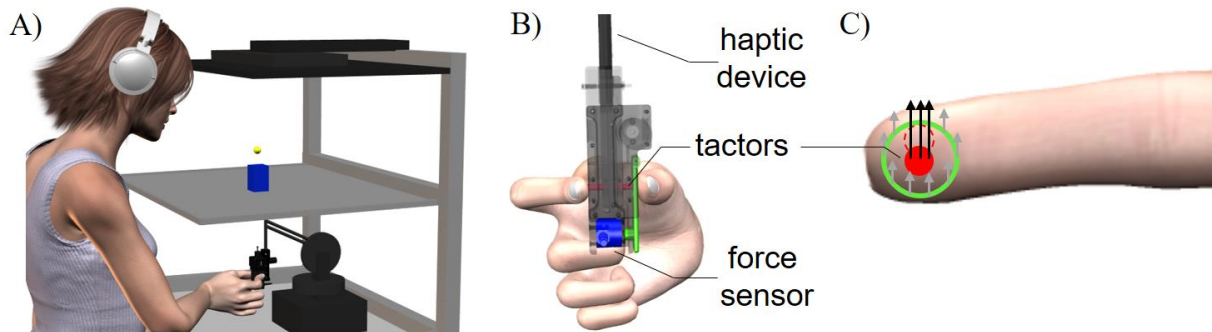 A)
B)
haptic
device
tactors
force
sensor
C)